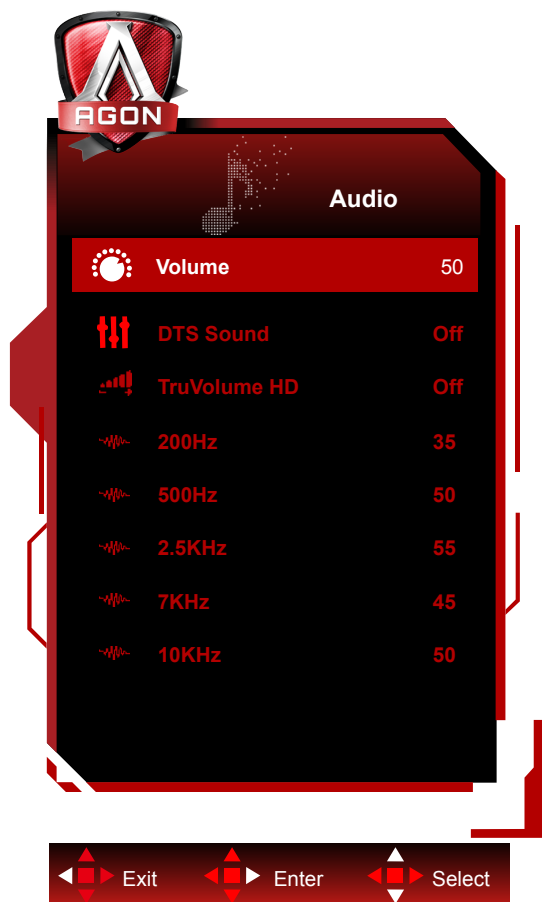 AGON
Audio
Volume 50
DTS Sound Off
TruVolume HD Off
200Hz 35
500Hz 50
2.5KHz 55
7KHz 45
10KHz 50
Exit Enter Select